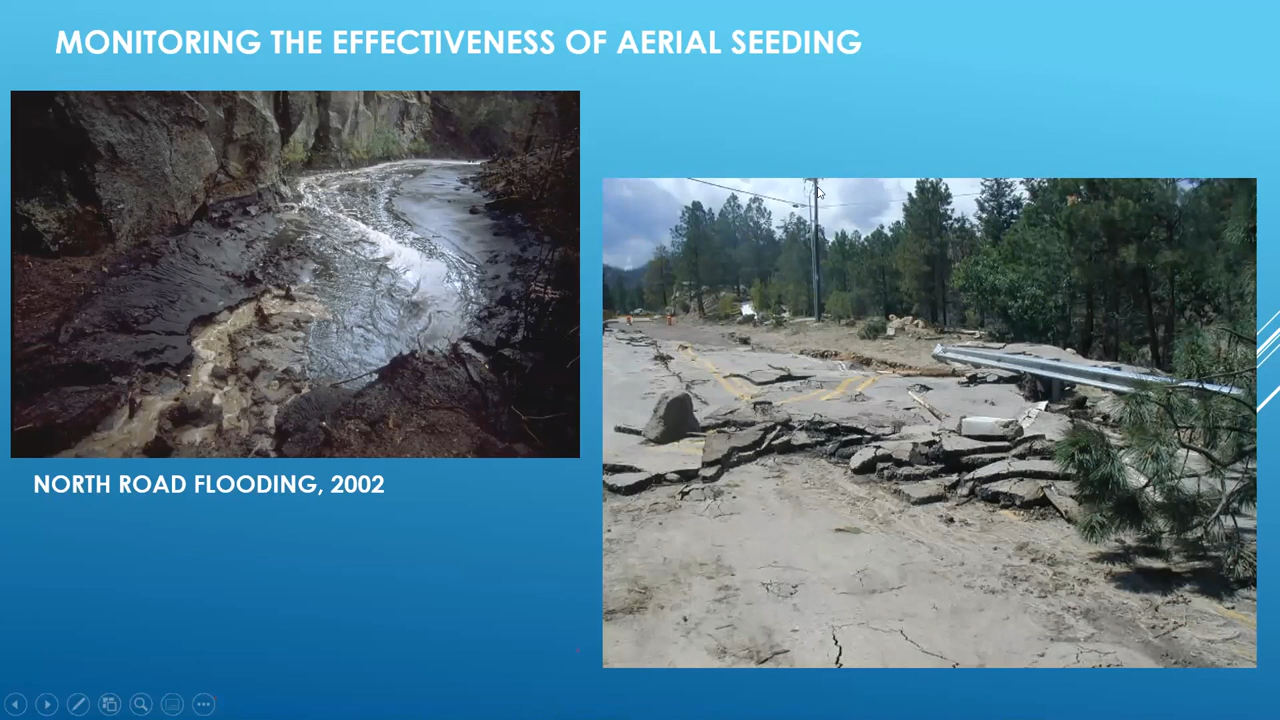 MONITORING THE EFFECTIVENESS OF AERIAL SEEDING
NORTH ROAD FLOODING, 2002